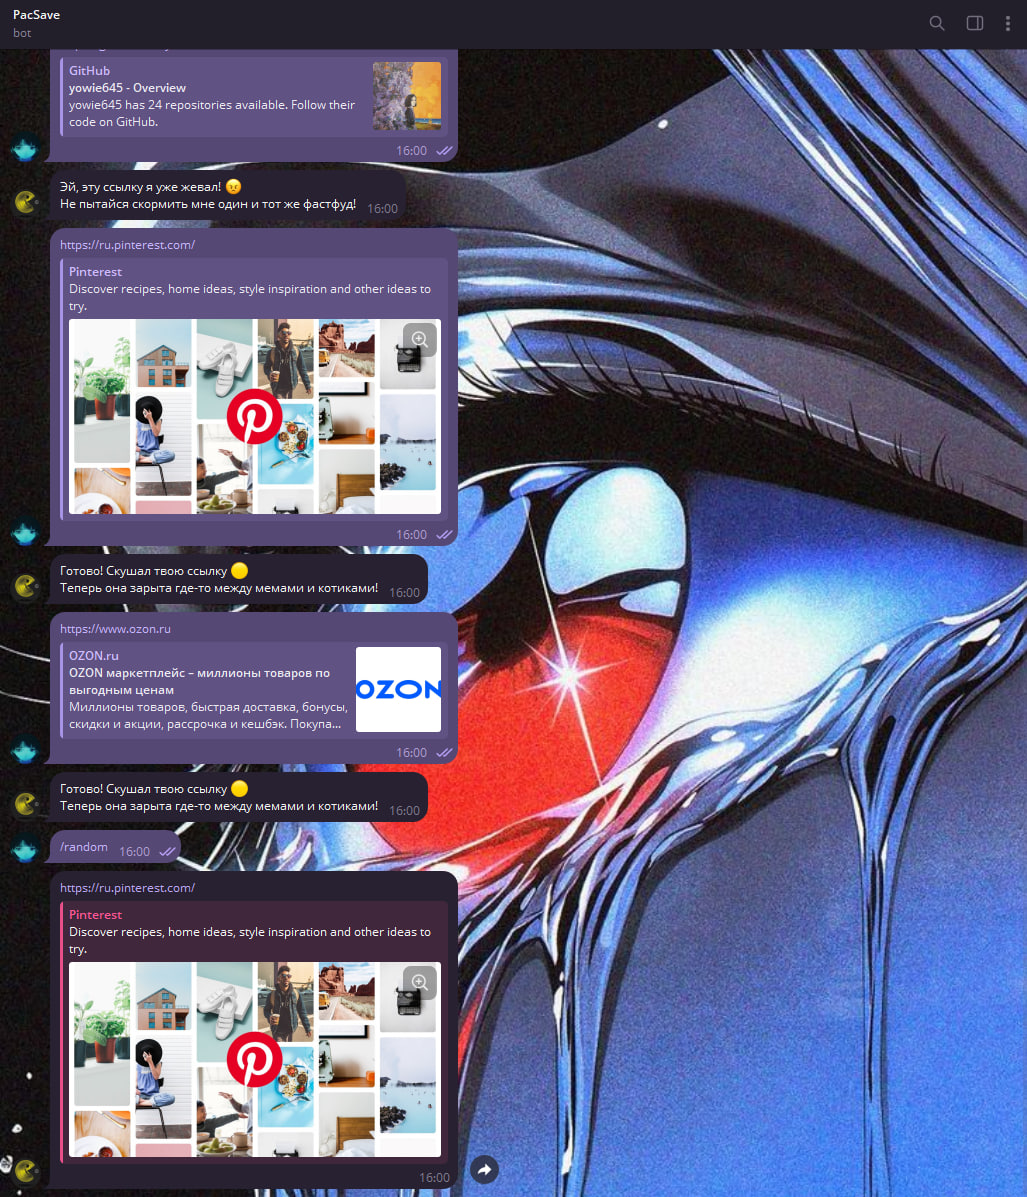 PacSave
bot
GitHub
yowie645 - Overview
yowie645 has 24 repositories available. Follow their
code on GitHub.
16:00
Эй, эту ссылку я уже жевал! 😡
Не пытайся скормить мне один и тот же фастфуд! 16:00
https://ru.pinterest.com/
Pinterest
Discover recipes, home ideas, style inspiration and other ideas to
try.
16:00
Готово! Скушал твою ссылку 🟡
Теперь она зарыта где-то между мемами и котиками! 16:00
https://www.ozon.ru
OZON.ru
OZON маркетплейс – миллионы товаров по
выгодным ценам
Миллионы товаров, быстрая доставка, бонусы,
скидки и акции, рассрочка и кешбэк. Покупа...
OZON
16:00
Готово! Скушал твою ссылку 🟡
Теперь она зарыта где-то между мемами и котиками! 16:00
/random 16:00
https://ru.pinterest.com/
Pinterest
Discover recipes, home ideas, style inspiration and other ideas to
try.
16:00